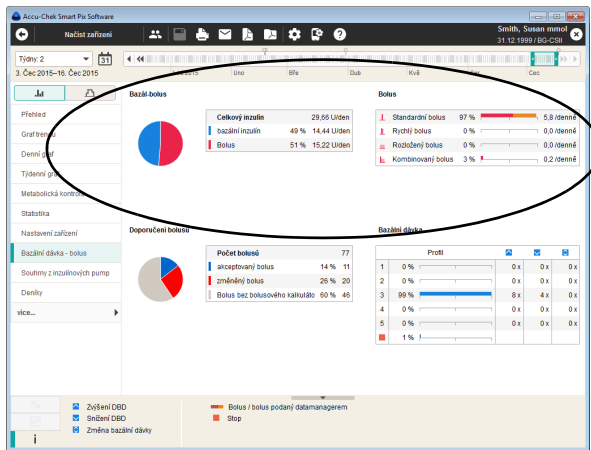 Accu-Chek Smart Pix Software
Načíst zařízení
Smith, Susan mmol
31.12.1999 / BG-CSII
Týdny: 2
31
3. Čec 2015–16. Čec 2015
2015
Úno
Bře
Dub
Kvě
Čec
Přehled
Graf trendu
Denní graf
Týdenní graf
Metabolická kontrola
Statistika
Nastavení zařízení
Bazální dávka - bolus
Souhrny z inzulínových pump
Deníky
více...
Bazál-bolus
Celkový inzulín 29,66 U/den
bazální inzulín 49 % 14,44 U/den
Bolus 51 % 15,22 U/den
Bolus
Standardní bolus 97 % 5,8 /denně
Rychlý bolus 0 % 0,0 /denně
Rozložený bolus 0 % 0,0 /denně
Kombinovaný bolus 3 % 0,2 /denně
Doporučení bolusů
Počet bolusů 77
akceptovaný bolus 14 % 11
změněný bolus 26 % 20
Bolus bez bolusového kalkuláto 60 % 46
Bazální dávka
Profil
1 0 % 0 x 0 x 0 x
2 0 % 0 x 0 x 0 x
3 99 % 8 x 4 x 0 x
4 0 % 0 x 0 x 0 x
5 0 % 0 x 0 x 0 x
1 %
Zvýšení DBD
Snížení DBD
Změna bazální dávky
Bolus / bolus podaný datamanagerem
Stop
i